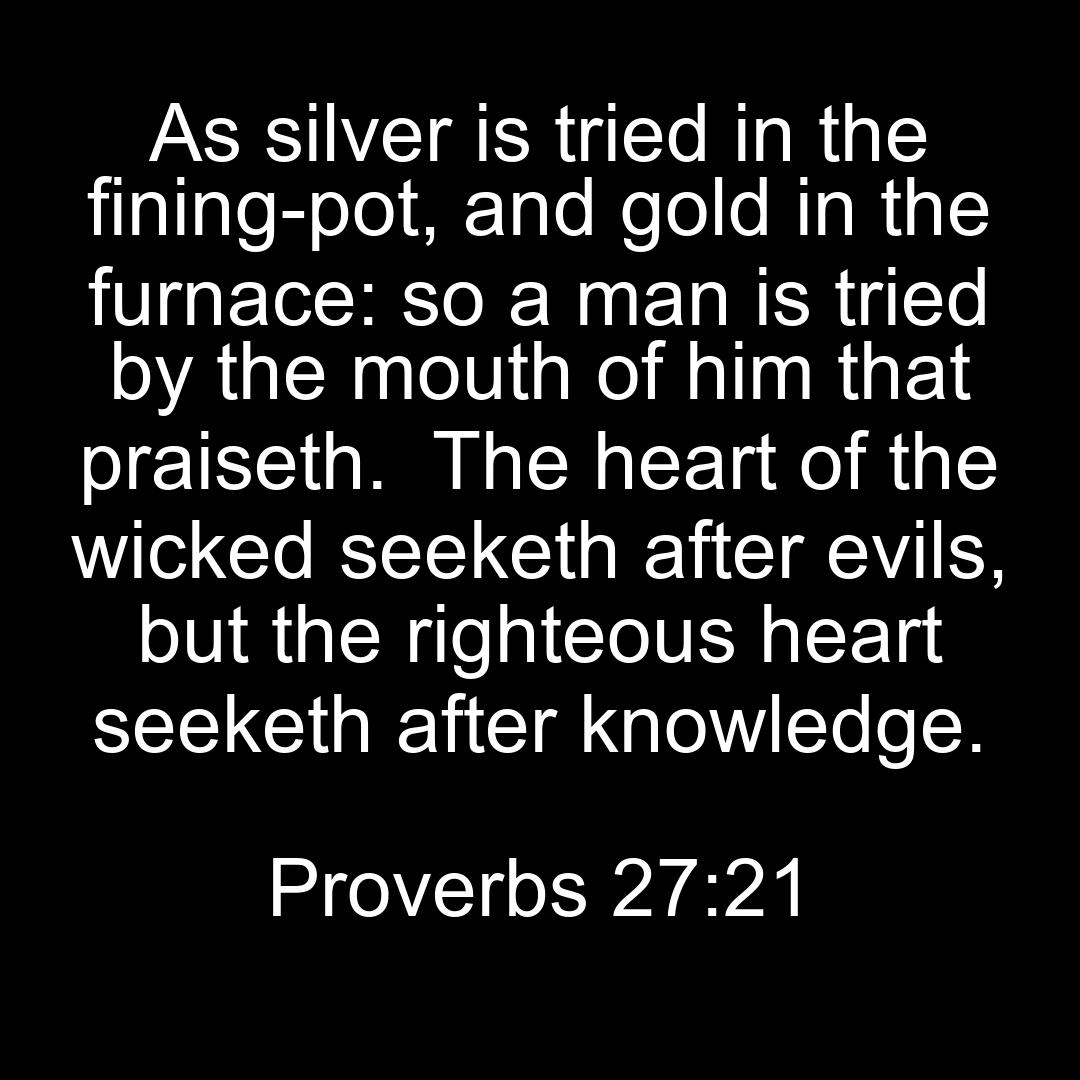 As silver is tried in the
fining-pot, and gold in the
furnace: so a man is tried
by the mouth of him that
praiseth.  The heart of the
wicked seeketh after evils,
but the righteous heart
seeketh after knowledge.

Proverbs 27:21